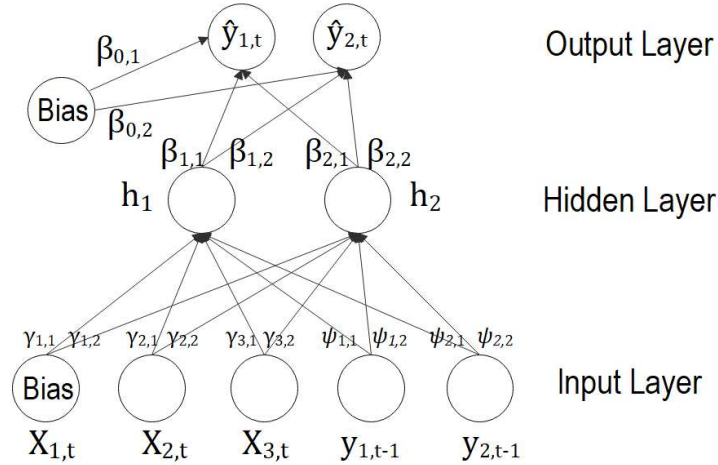 ŷ1,t ŷ2,t Output Layer
β0,1
Bias
β0,2
β1,1 β1,2 β2,1 β2,2
h1 h2 Hidden Layer
γ1,1 γ1,2 γ2,1 γ2,2 γ3,1 γ3,2 ψ1,1 ψ1,2 ψ2,1 ψ2,2
Bias Input Layer
X1,t X2,t X3,t y1,t-1 y2,t-1